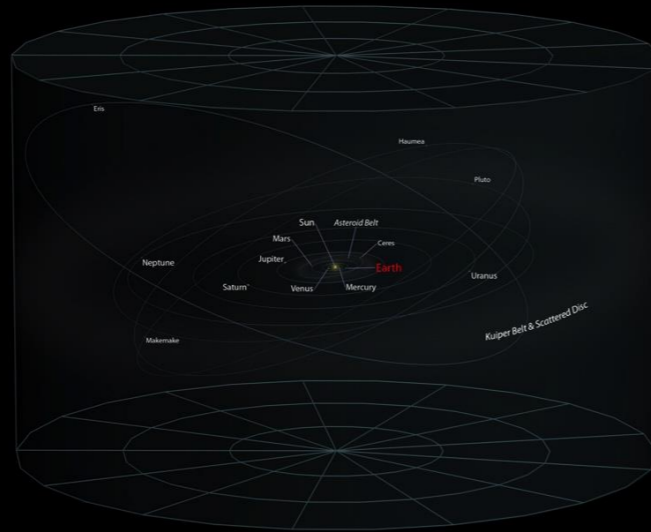 Eris
Haumea
Pluto
Sun
Asteroid Belt
Mars
Ceres
Jupiter
Neptune
Earth
Uranus
Saturn
Venus
Mercury
Kuiper Belt & Scattered Disc
Makemake